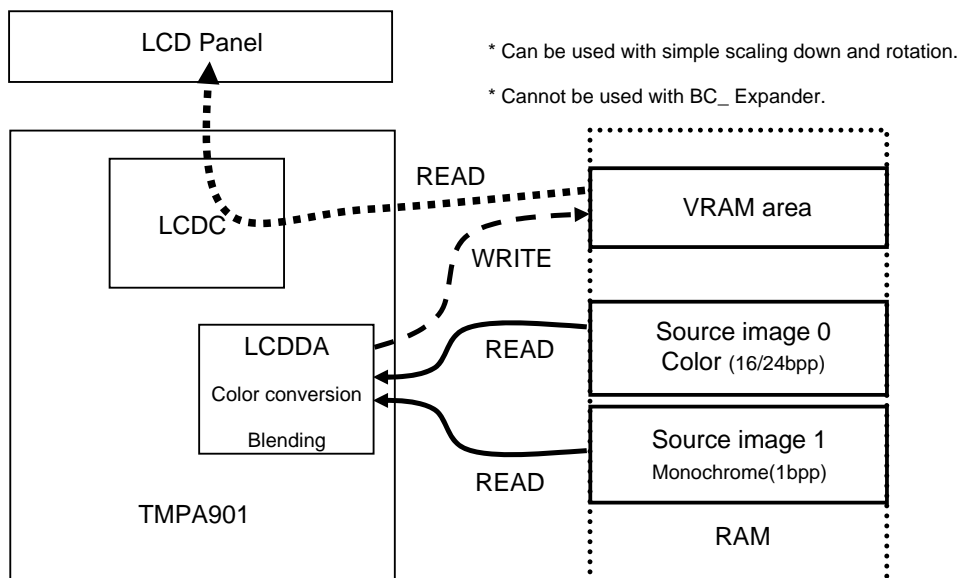 LCD Panel
* Can be used with simple scaling down and rotation.
* Cannot be used with BC_ Expander.
READ
VRAM area
LCDC
WRITE
LCDDA
Color conversion
Blending
READ
Source image 0
Color (16/24bpp)
Source image 1
Monochrome(1bpp)
READ
TMPA901
RAM